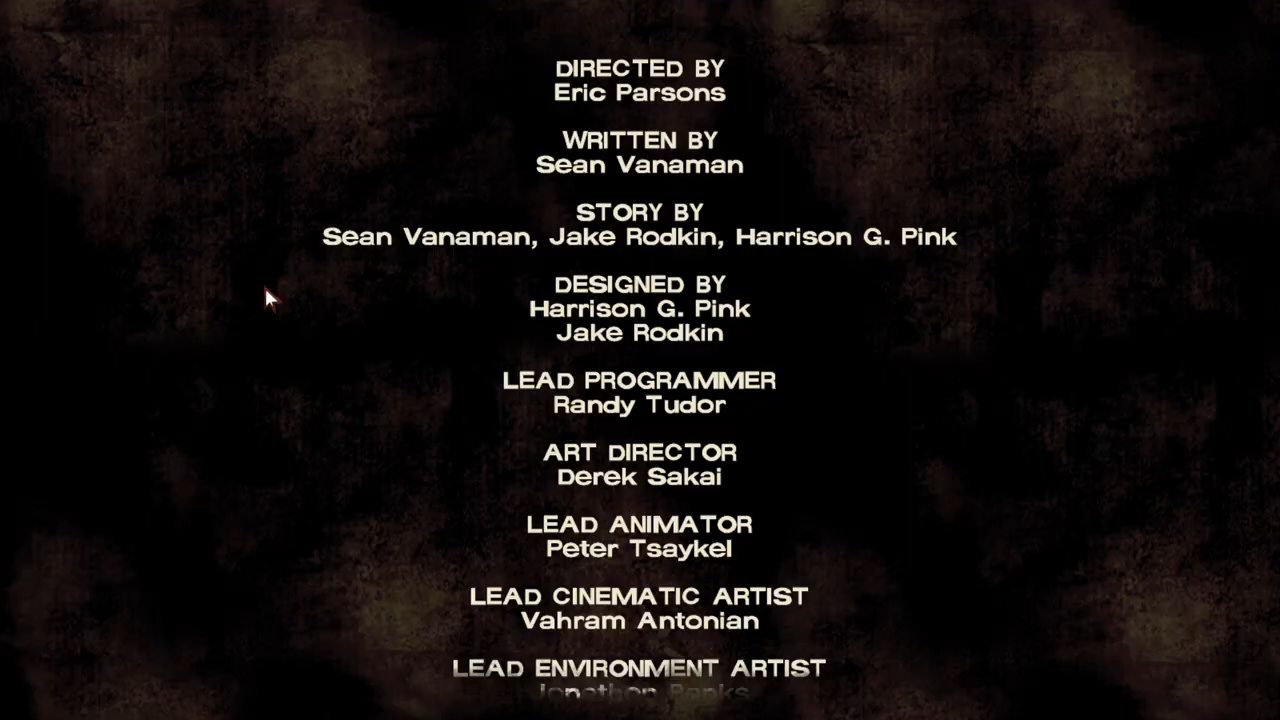 DIRECTED BY
Eric Parsons
WRITTEN BY
Sean Vanaman
STORY BY
Sean Vanaman, Jake Rodkin, Harrison G. Pink
DESIGNED BY
Harrison G. Pink
Jake Rodkin
LEAD PROGRAMMER
Randy Tudor
ART DIRECTOR
Derek Sakai
LEAD ANIMATOR
Peter Tsaykel
LEAD CINEMATIC ARTIST
Vahram Antonian
LEAD ENVIRONMENT ARTIST